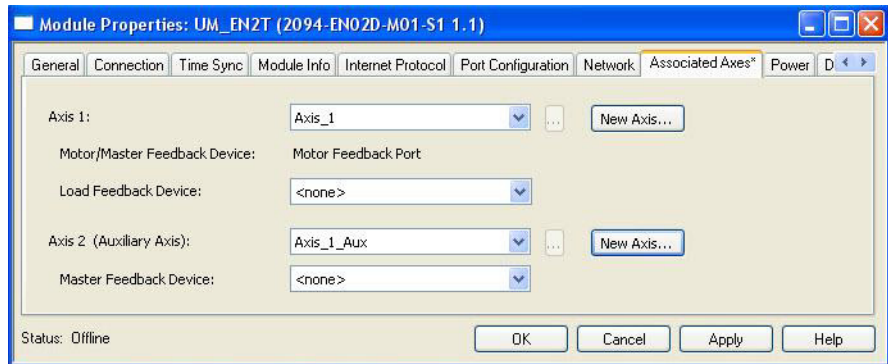 Module Properties: UM_EN2T (2094-EN02D-M01-S1 1.1)
General Connection Time Sync Module Info Internet Protocol Port Configuration Network Associated Axes* Power D
Axis 1: Axis_1 ... New Axis...
Motor/Master Feedback Device: Motor Feedback Port
Load Feedback Device: <none>
Axis 2 (Auxiliary Axis): Axis_1_Aux ... New Axis...
Master Feedback Device: <none>
Status: Offline OK Cancel Apply Help